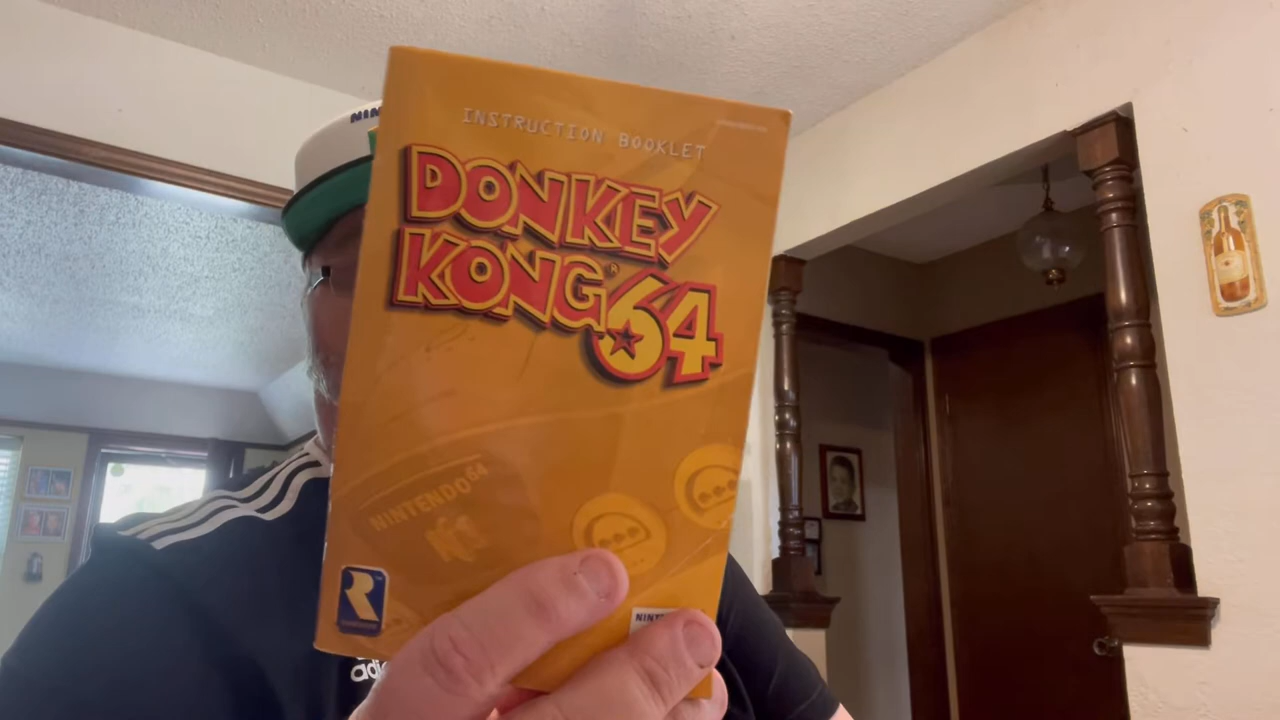 INSTRUCTION BOOKLET
DONKEY
KONG®
64
NINTENDO64